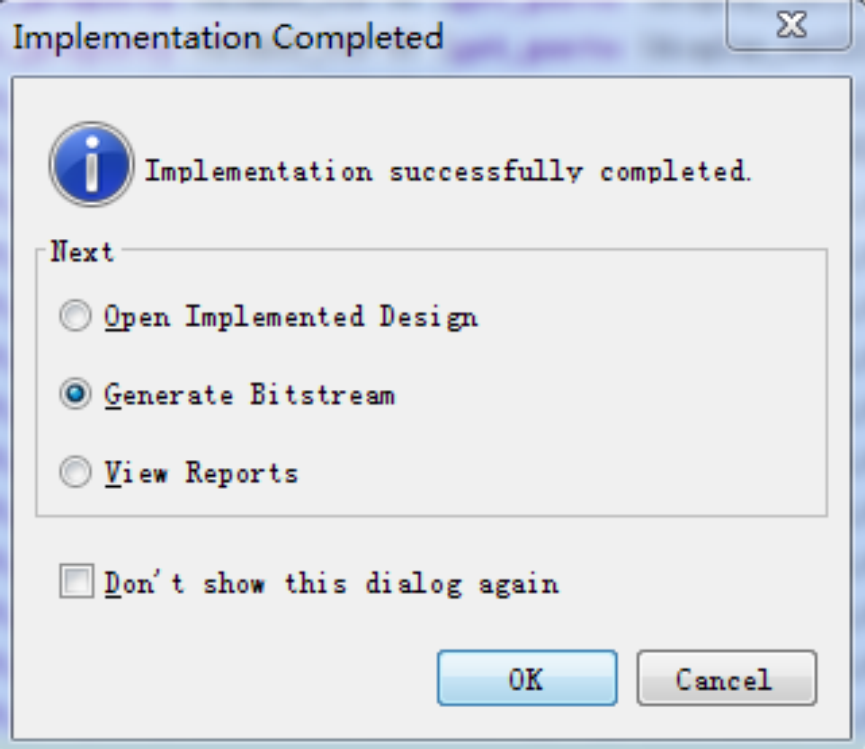 Implementation Completed
Implementation successfully completed.
Next
Open Implemented Design
Generate Bitstream
View Reports
Don't show this dialog again
OK
Cancel